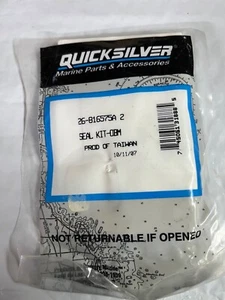 QUICKSILVER
Marine Parts & Accessories
26-816575A 2
SEAL KIT-OBM
PROD OF TAIWAN
10/11/07
NOT RETURNABLE IF OPENED